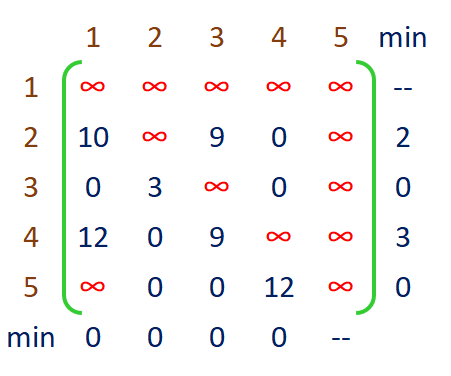 1 2 3 4 5 min
1 ∞ ∞ ∞ ∞ ∞ --
2 10 ∞ 9 0 ∞ 2
3 0 3 ∞ 0 ∞ 0
4 12 0 9 ∞ ∞ 3
5 ∞ 0 0 12 ∞ 0
min 0 0 0 0 --